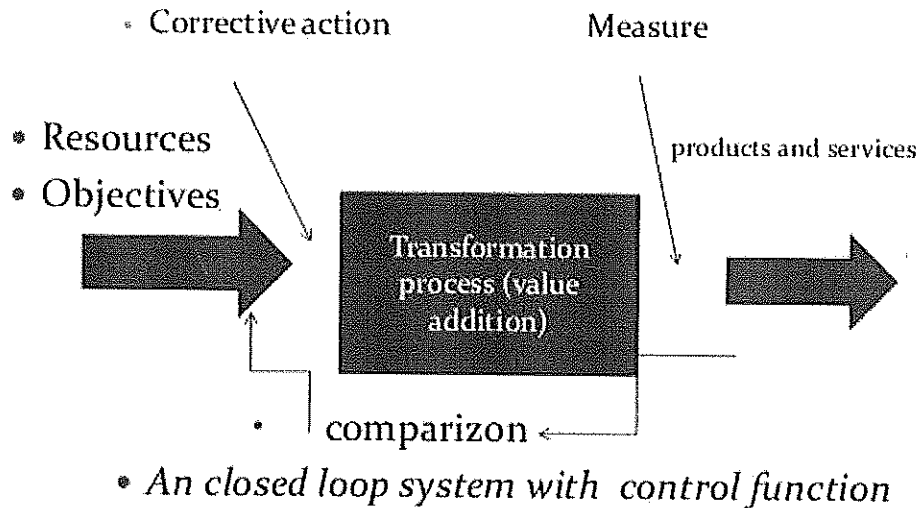 • Corrective action
Measure
• Resources
• Objectives
products and services
Transformation
process (value
addition)
• comparizon
• An closed loop system with control function